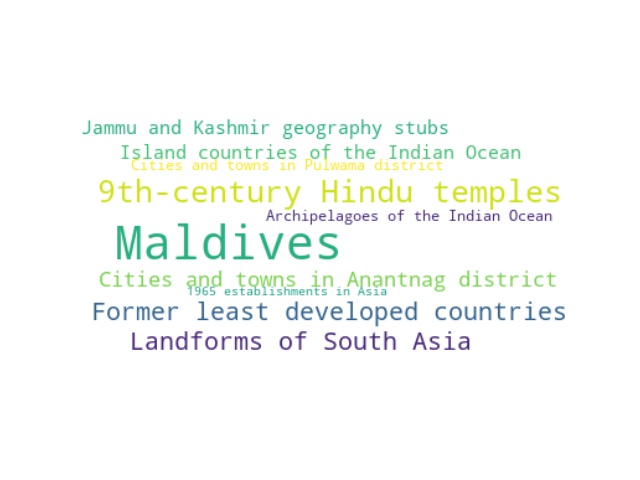 Jammu and Kashmir geography stubs
Island countries of the Indian Ocean
Cities and towns in Pulwama district
9th-century Hindu temples
Archipelagoes of the Indian Ocean
Maldives
Cities and towns in Anantnag district
1965 establishments in Asia
Former least developed countries
Landforms of South Asia